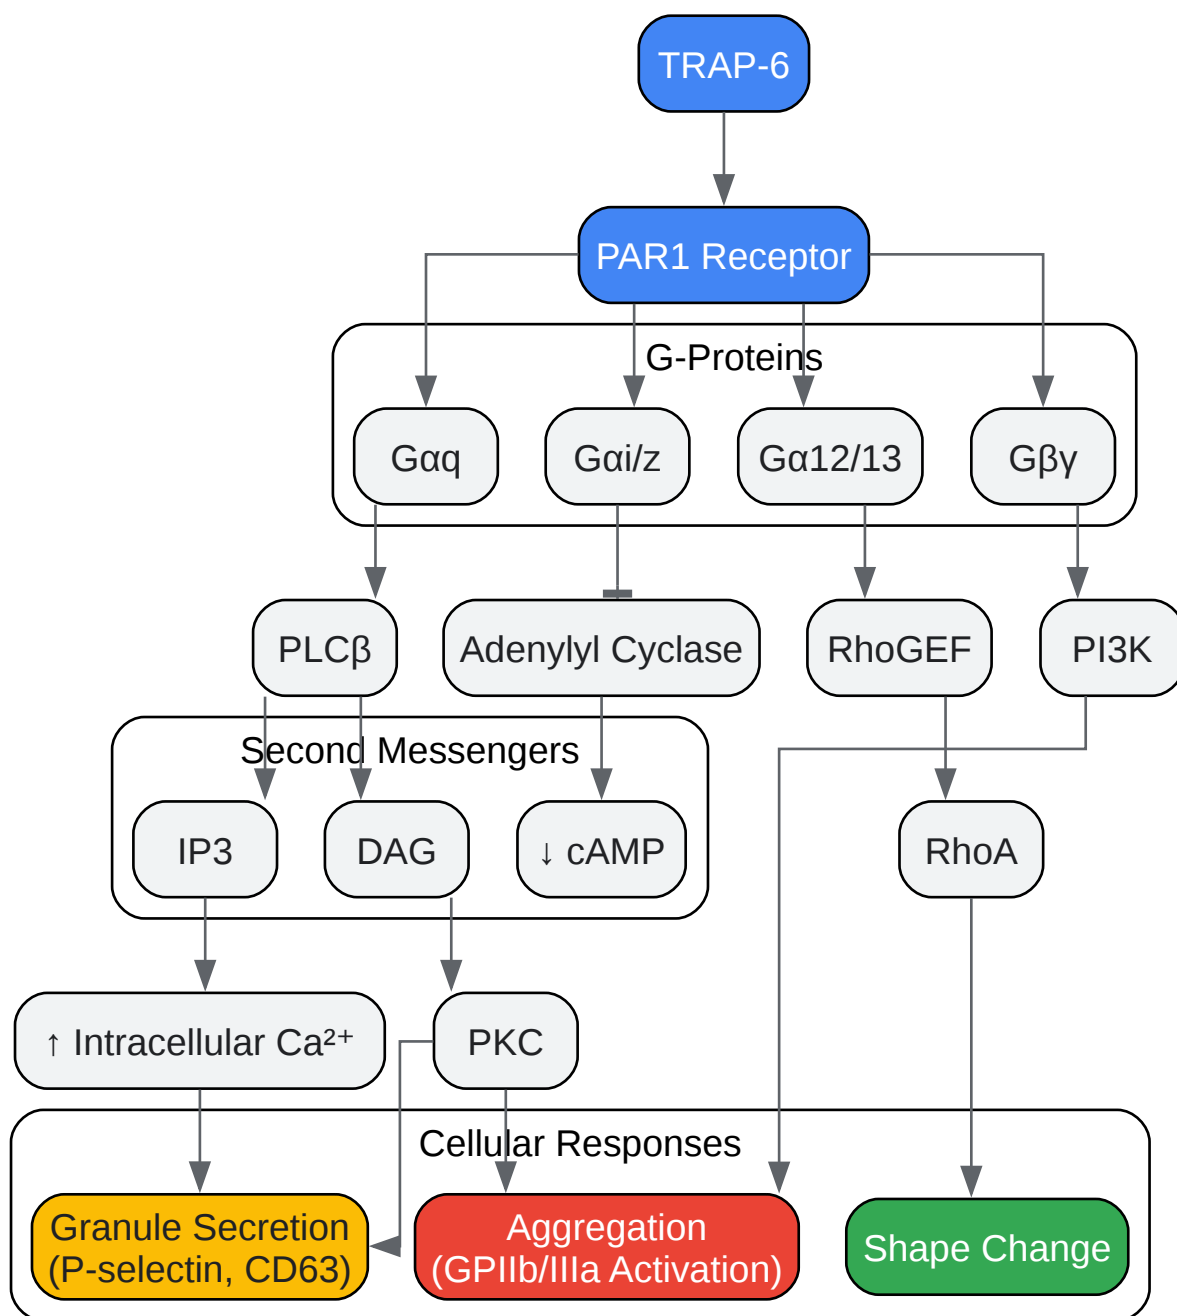 TRAP-6
PAR1 Receptor
G-Proteins
Gαq
Gαi/z
Gα12/13
Gβγ
PLCβ
Adenylyl Cyclase
RhoGEF
PI3K
Second Messengers
IP3
DAG
↓ cAMP
RhoA
↑ Intracellular Ca²⁺
PKC
Cellular Responses
Granule Secretion
(P-selectin, CD63)
Aggregation
(GPIIb/IIIa Activation)
Shape Change